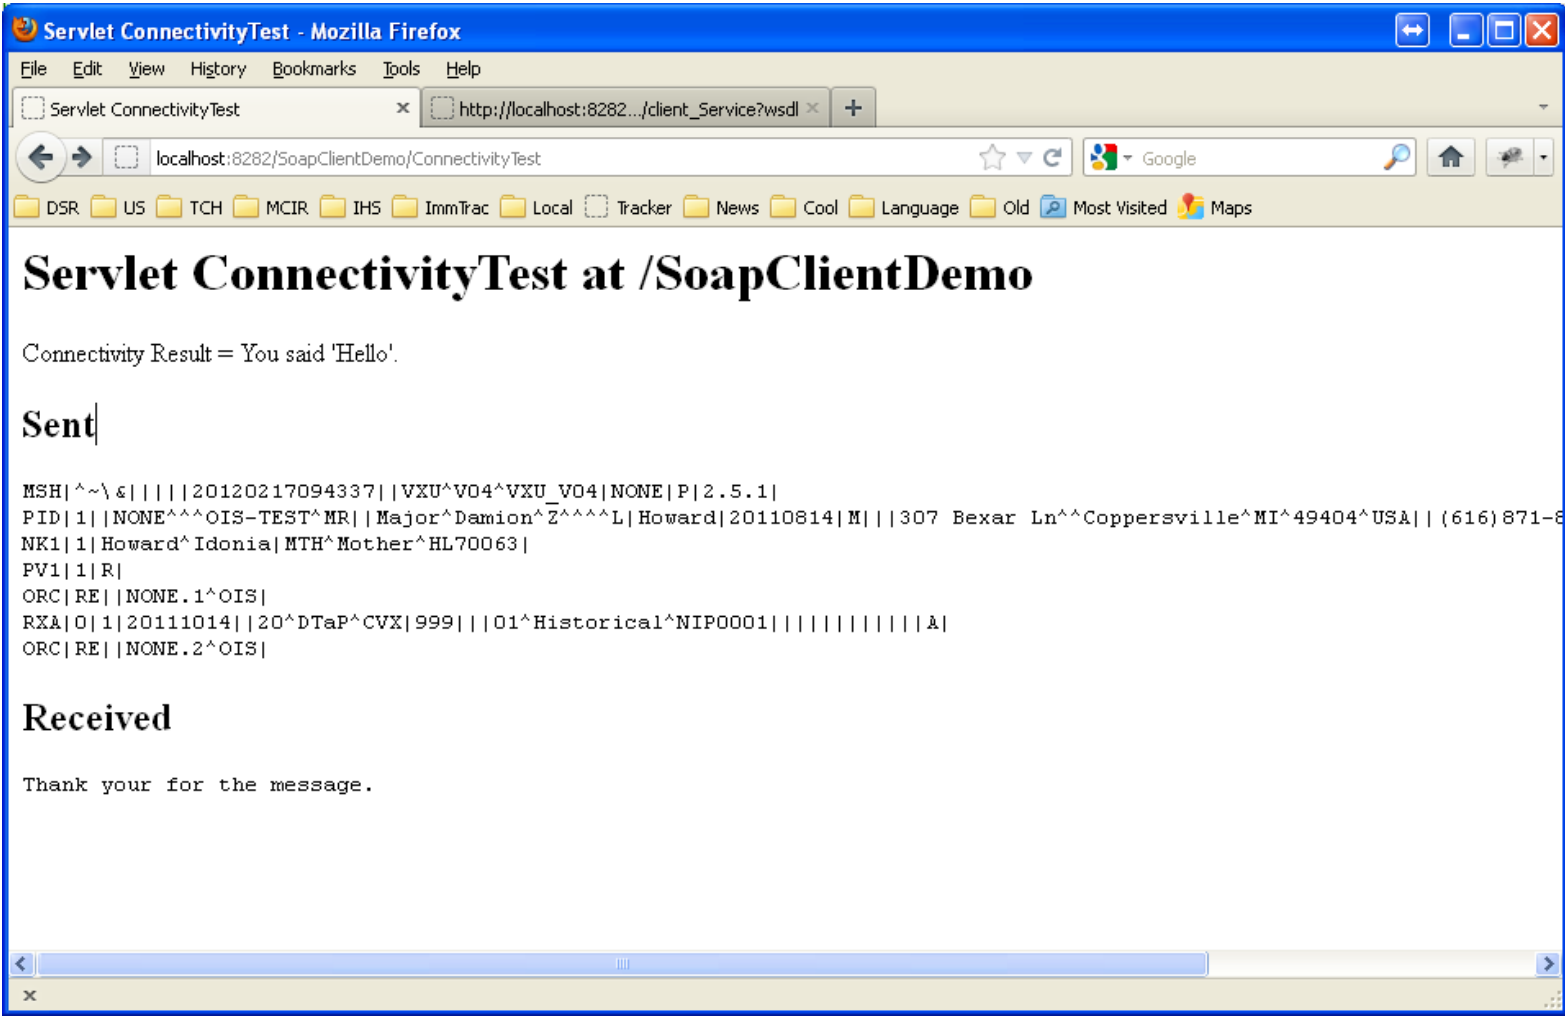 Servlet ConnectivityTest - Mozilla Firefox
File Edit View History Bookmarks Tools Help
Servlet ConnectivityTest http://localhost:8282.../client_Service?wsdl
localhost:8282/SoapClientDemo/ConnectivityTest Google
DSR US TCH MCIR IHS ImmTrac Local Tracker News Cool Language Old Most Visited Maps
Servlet ConnectivityTest at /SoapClientDemo
Connectivity Result = You said 'Hello'.
Sent
MSH|^~\&|||||20120217094337||VXU^V04^VXU_V04|NONE|P|2.5.1|
PID|1||NONE^^^OIS-TEST^MR||Major^Damion^Z^^^^L|Howard|20110814|M|||307 Bexar Ln^^Coppersville^MI^49404^USA||(616)871-8
NK1|1|Howard^Idonia|MTH^Mother^HL70063|
PV1|1|R|
ORC|RE||NONE.1^OIS|
RXA|0|1|20111014||20^DTaP^CVX|999|||01^Historical^NIP0001||||||||||||A|
ORC|RE||NONE.2^OIS|
Received
Thank your for the message.